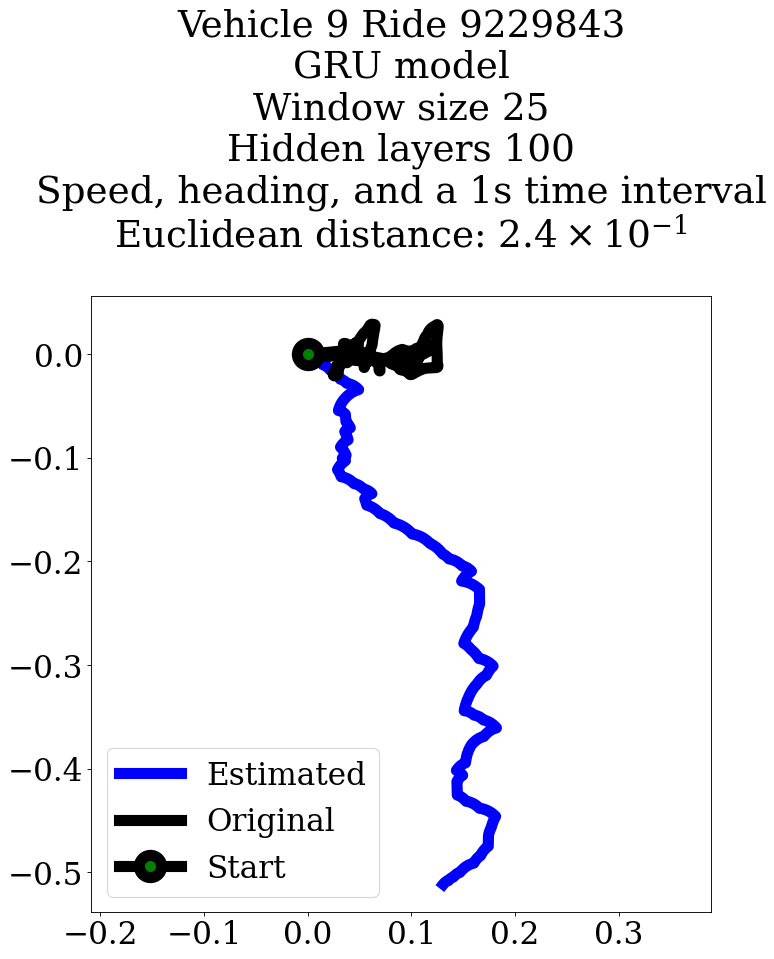 Vehicle 9 Ride 9229843
GRU model
Window size 25
Hidden layers 100
Speed, heading, and a 1s time interval
Euclidean distance: 2.4 × 10⁻¹
0.0
−0.1
−0.2
−0.3
−0.4
−0.5
Estimated
Original
Start
−0.2 −0.1 0.0 0.1 0.2 0.3